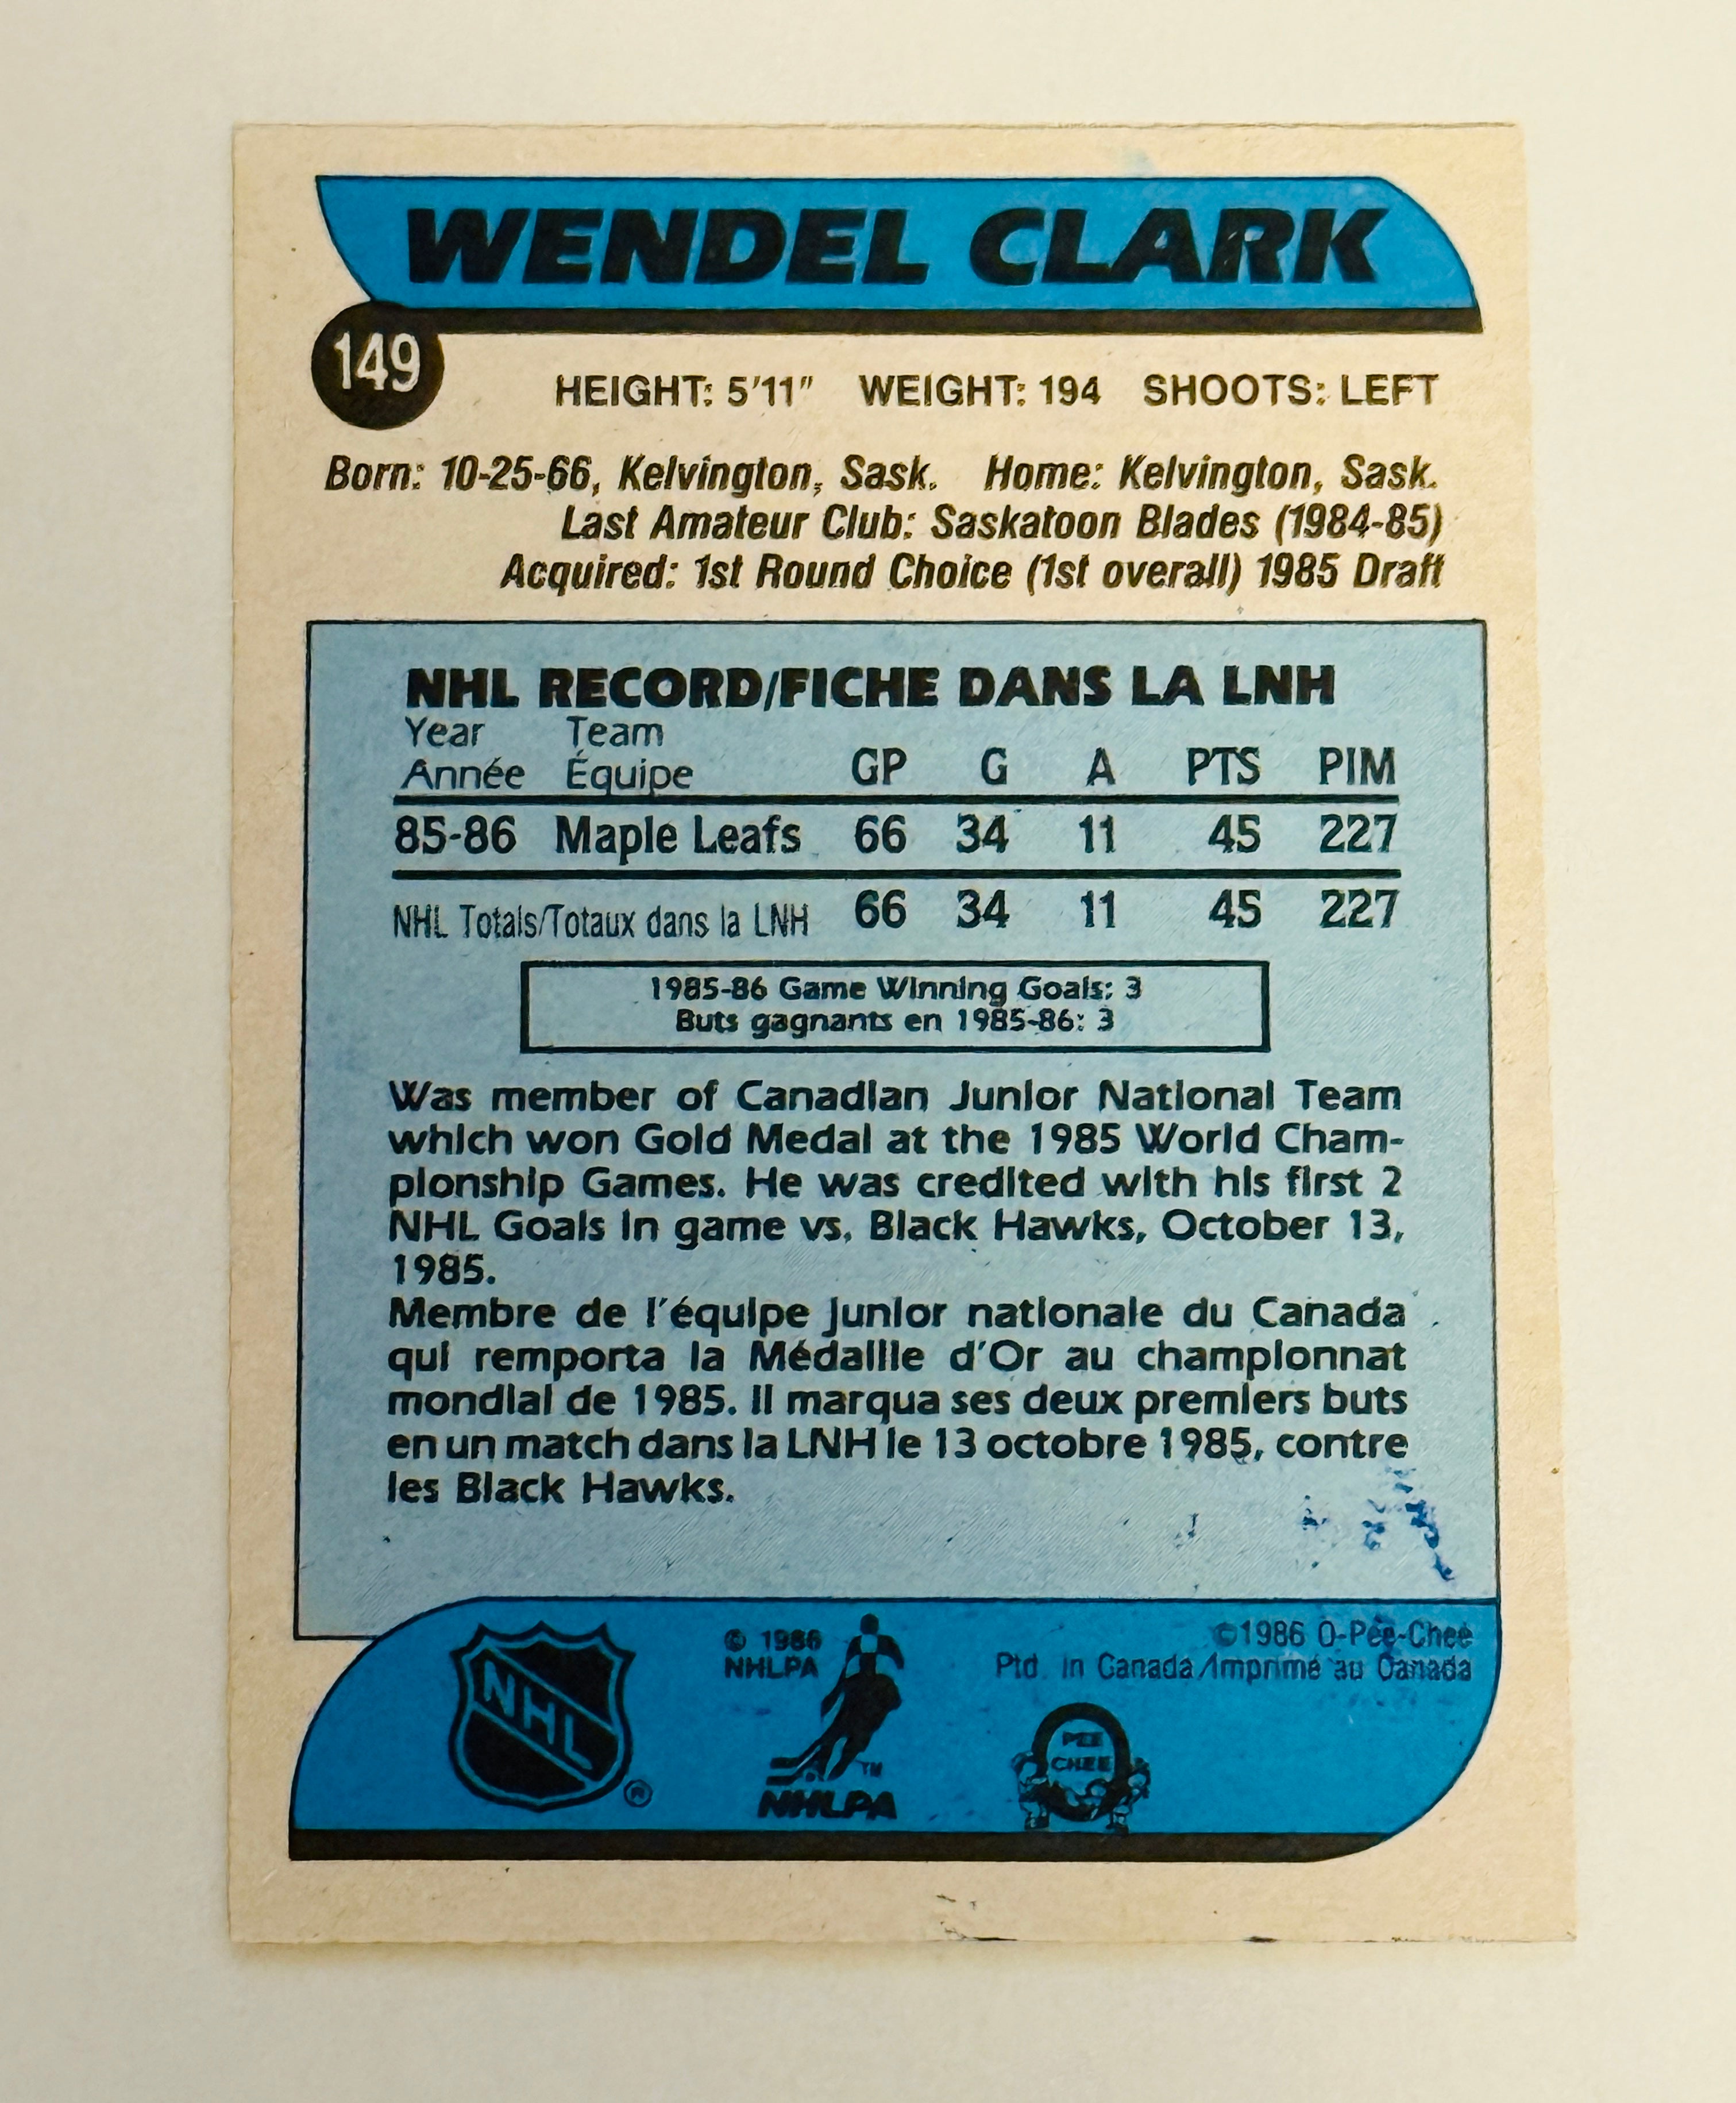 WENDEL CLARK
149
HEIGHT: 5'11" WEIGHT: 194 SHOOTS: LEFT
Born: 10-25-66, Kelvington, Sask. Home: Kelvington, Sask.
Last Amateur Club: Saskatoon Blades (1984-85)
Acquired: 1st Round Choice (1st overall) 1985 Draft
NHL RECORD/FICHE DANS LA LNH
Year Team
Année Équipe GP G A PTS PIM
85-86 Maple Leafs 66 34 11 45 227
NHL Totals/Totaux dans la LNH 66 34 11 45 227
1985-86 Game Winning Goals: 3
Buts gagnants en 1985-86: 3
Was member of Canadian Junior National Team
which won Gold Medal at the 1985 World Cham-
pionship Games. He was credited with his first 2
NHL Goals in game vs. Black Hawks, October 13,
1985.
Membre de l'équipe junior nationale du Canada
qui remporta la Médaille d'Or au championnat
mondial de 1985. Il marqua ses deux premiers buts
en un match dans la LNH le 13 octobre 1985, contre
les Black Hawks.
NHL ®
© 1986
NHLPA
TM
NHLPA
©1986 O-Pee-Chee
Ptd. in Canada/Imprimé au Canada
PEE
CHEE